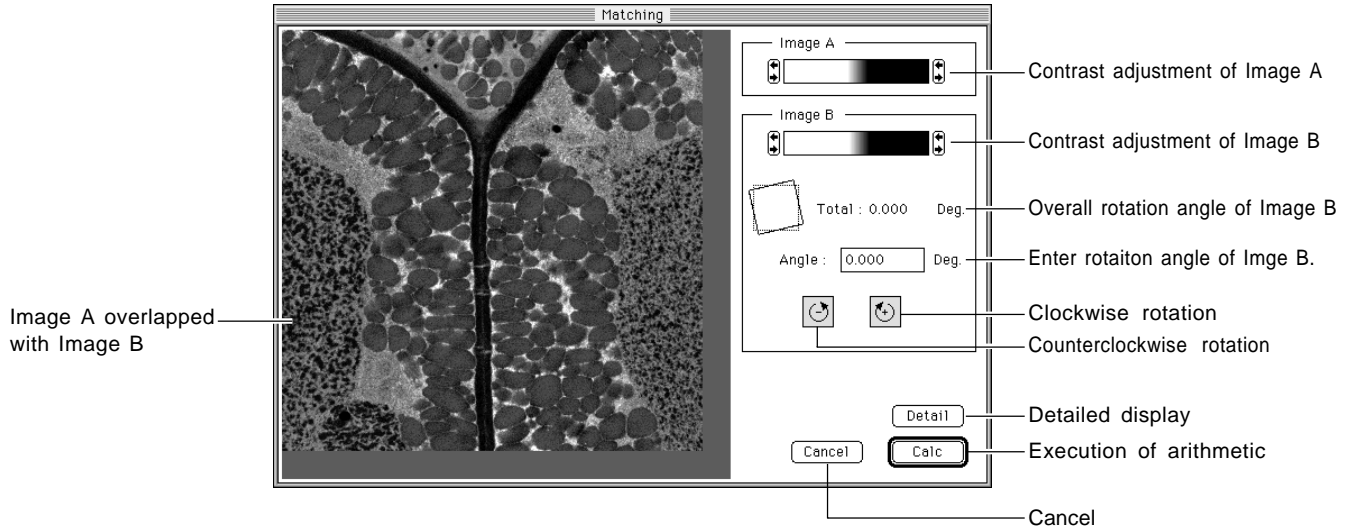 Matching
Image A
Contrast adjustment of Image A
Image B
Contrast adjustment of Image B
Total : 0.000 Deg.
Overall rotation angle of Image B
Angle : 0.000 Deg.
Enter rotaiton angle of Imge B.
Image A overlapped
with Image B
- +
Clockwise rotation
Counterclockwise rotation
Detail
Detailed display
Cancel Calc
Execution of arithmetic
Cancel